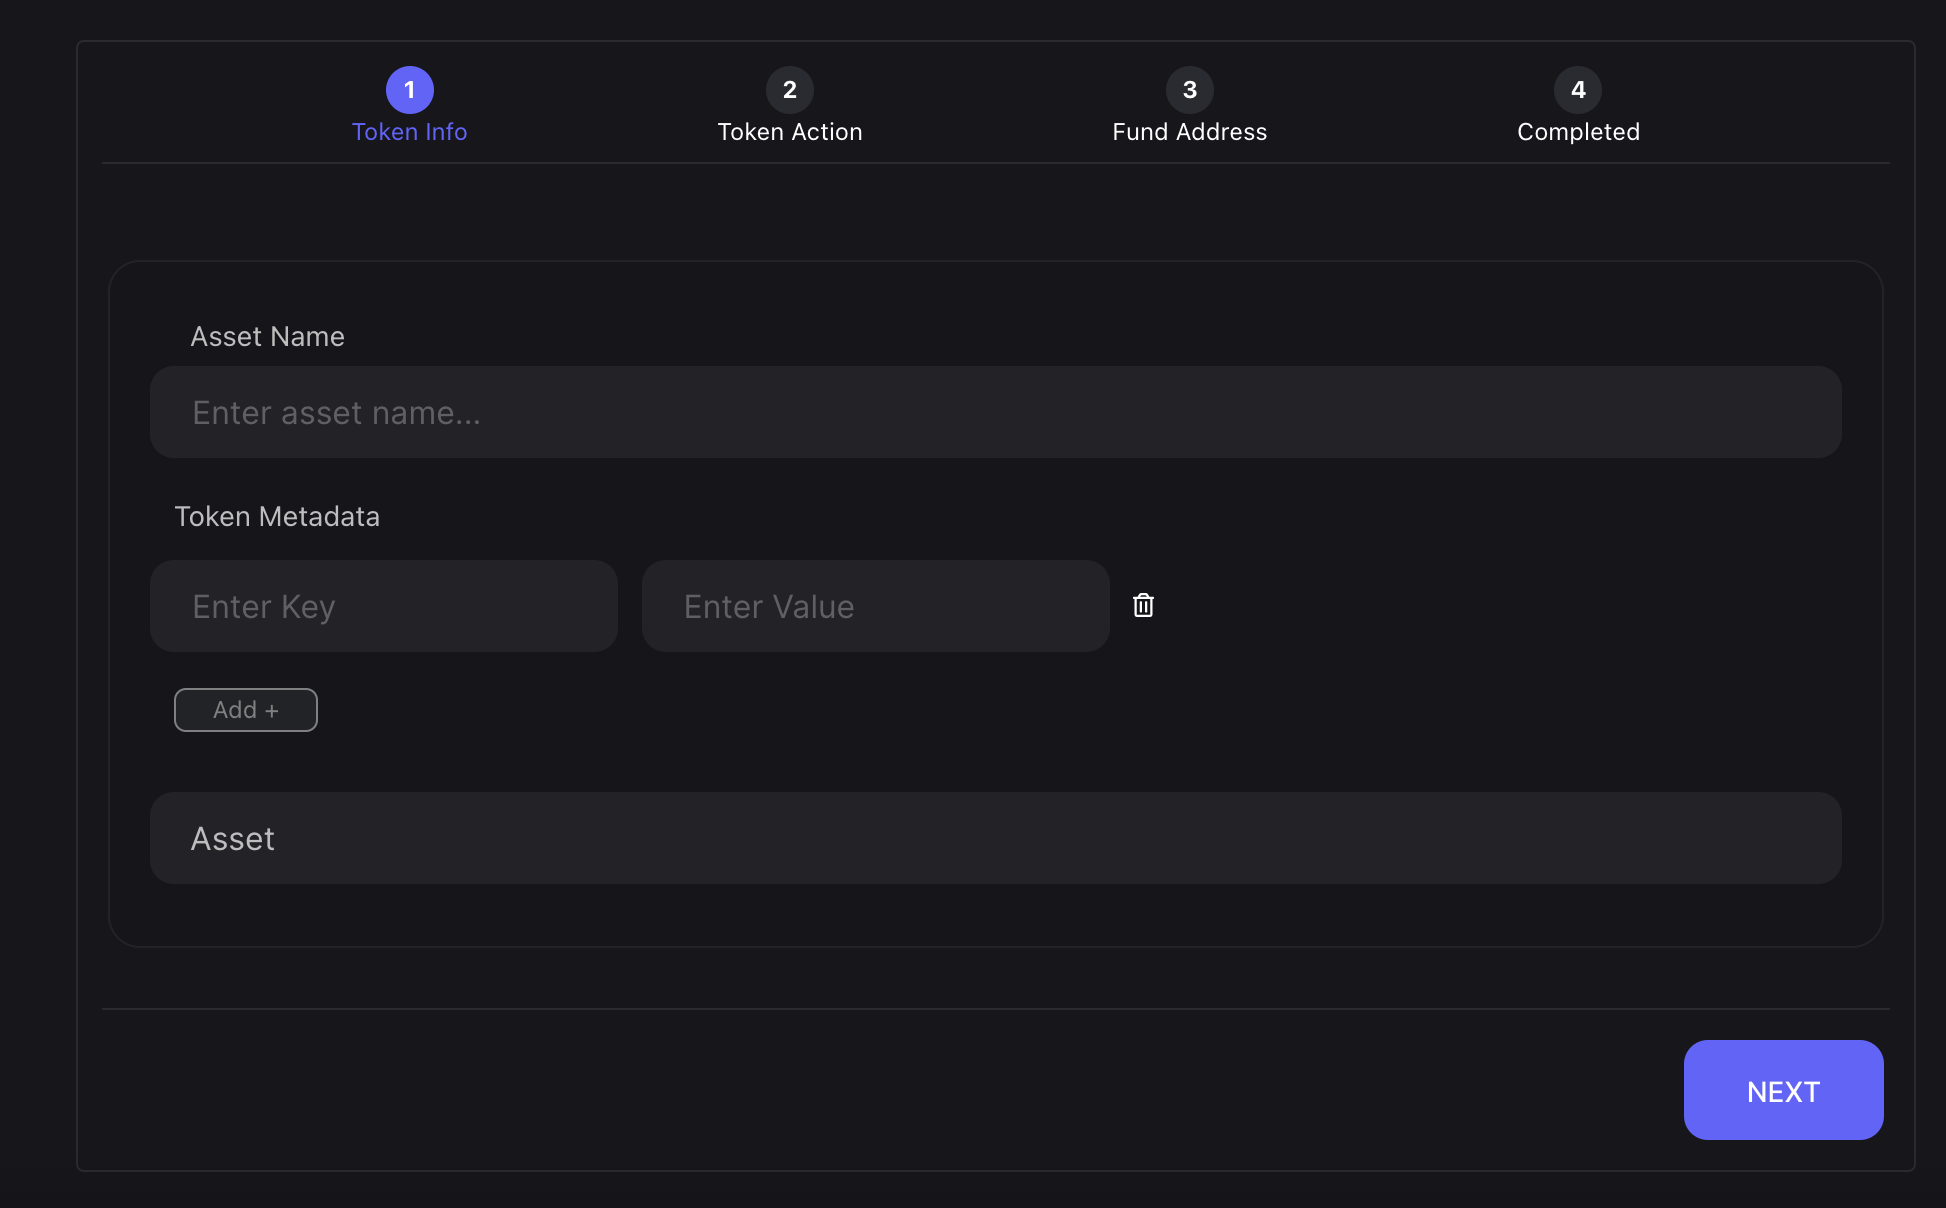 1 2 3 4
Token Info Token Action Fund Address Completed
Asset Name
Enter asset name...
Token Metadata
Enter Key Enter Value
Add +
Asset
NEXT